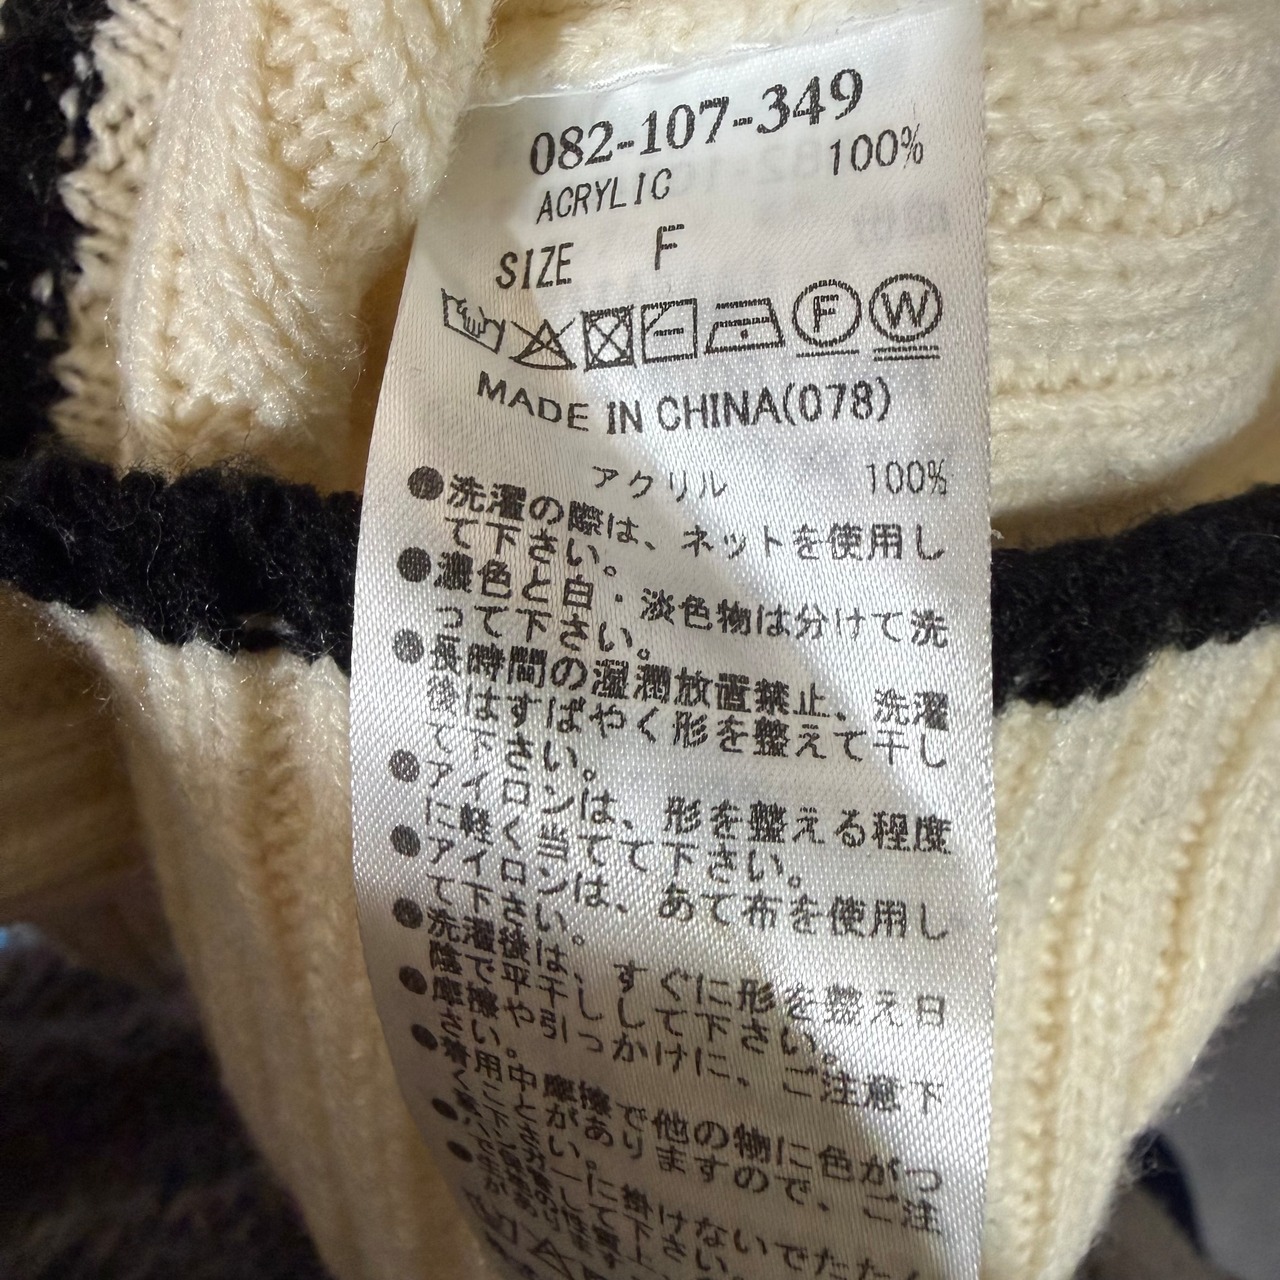 082-107-349
ACRYLIC 100%
SIZE F
F W
MADE IN CHINA(078)
アクリル 100%
●洗濯の際は、ネットを使用し
て下さい。
●濃色と白・淡色物は分けて洗
って下さい。
●長時間の湿潤放置禁止、洗濯
後はすばやく形を整えて干し
て下さい。
●アイロンは、形を整える程度
に軽く当てて下さい。
●アイロンは、あて布を使用し
て下さい。
●洗濯後は、すぐに形を整え日
陰で平干しして下さい。
●摩擦や引っかけに、ご注意下
さい。
●着用中摩擦で他の物に色がつ
くことがありますので、ご注